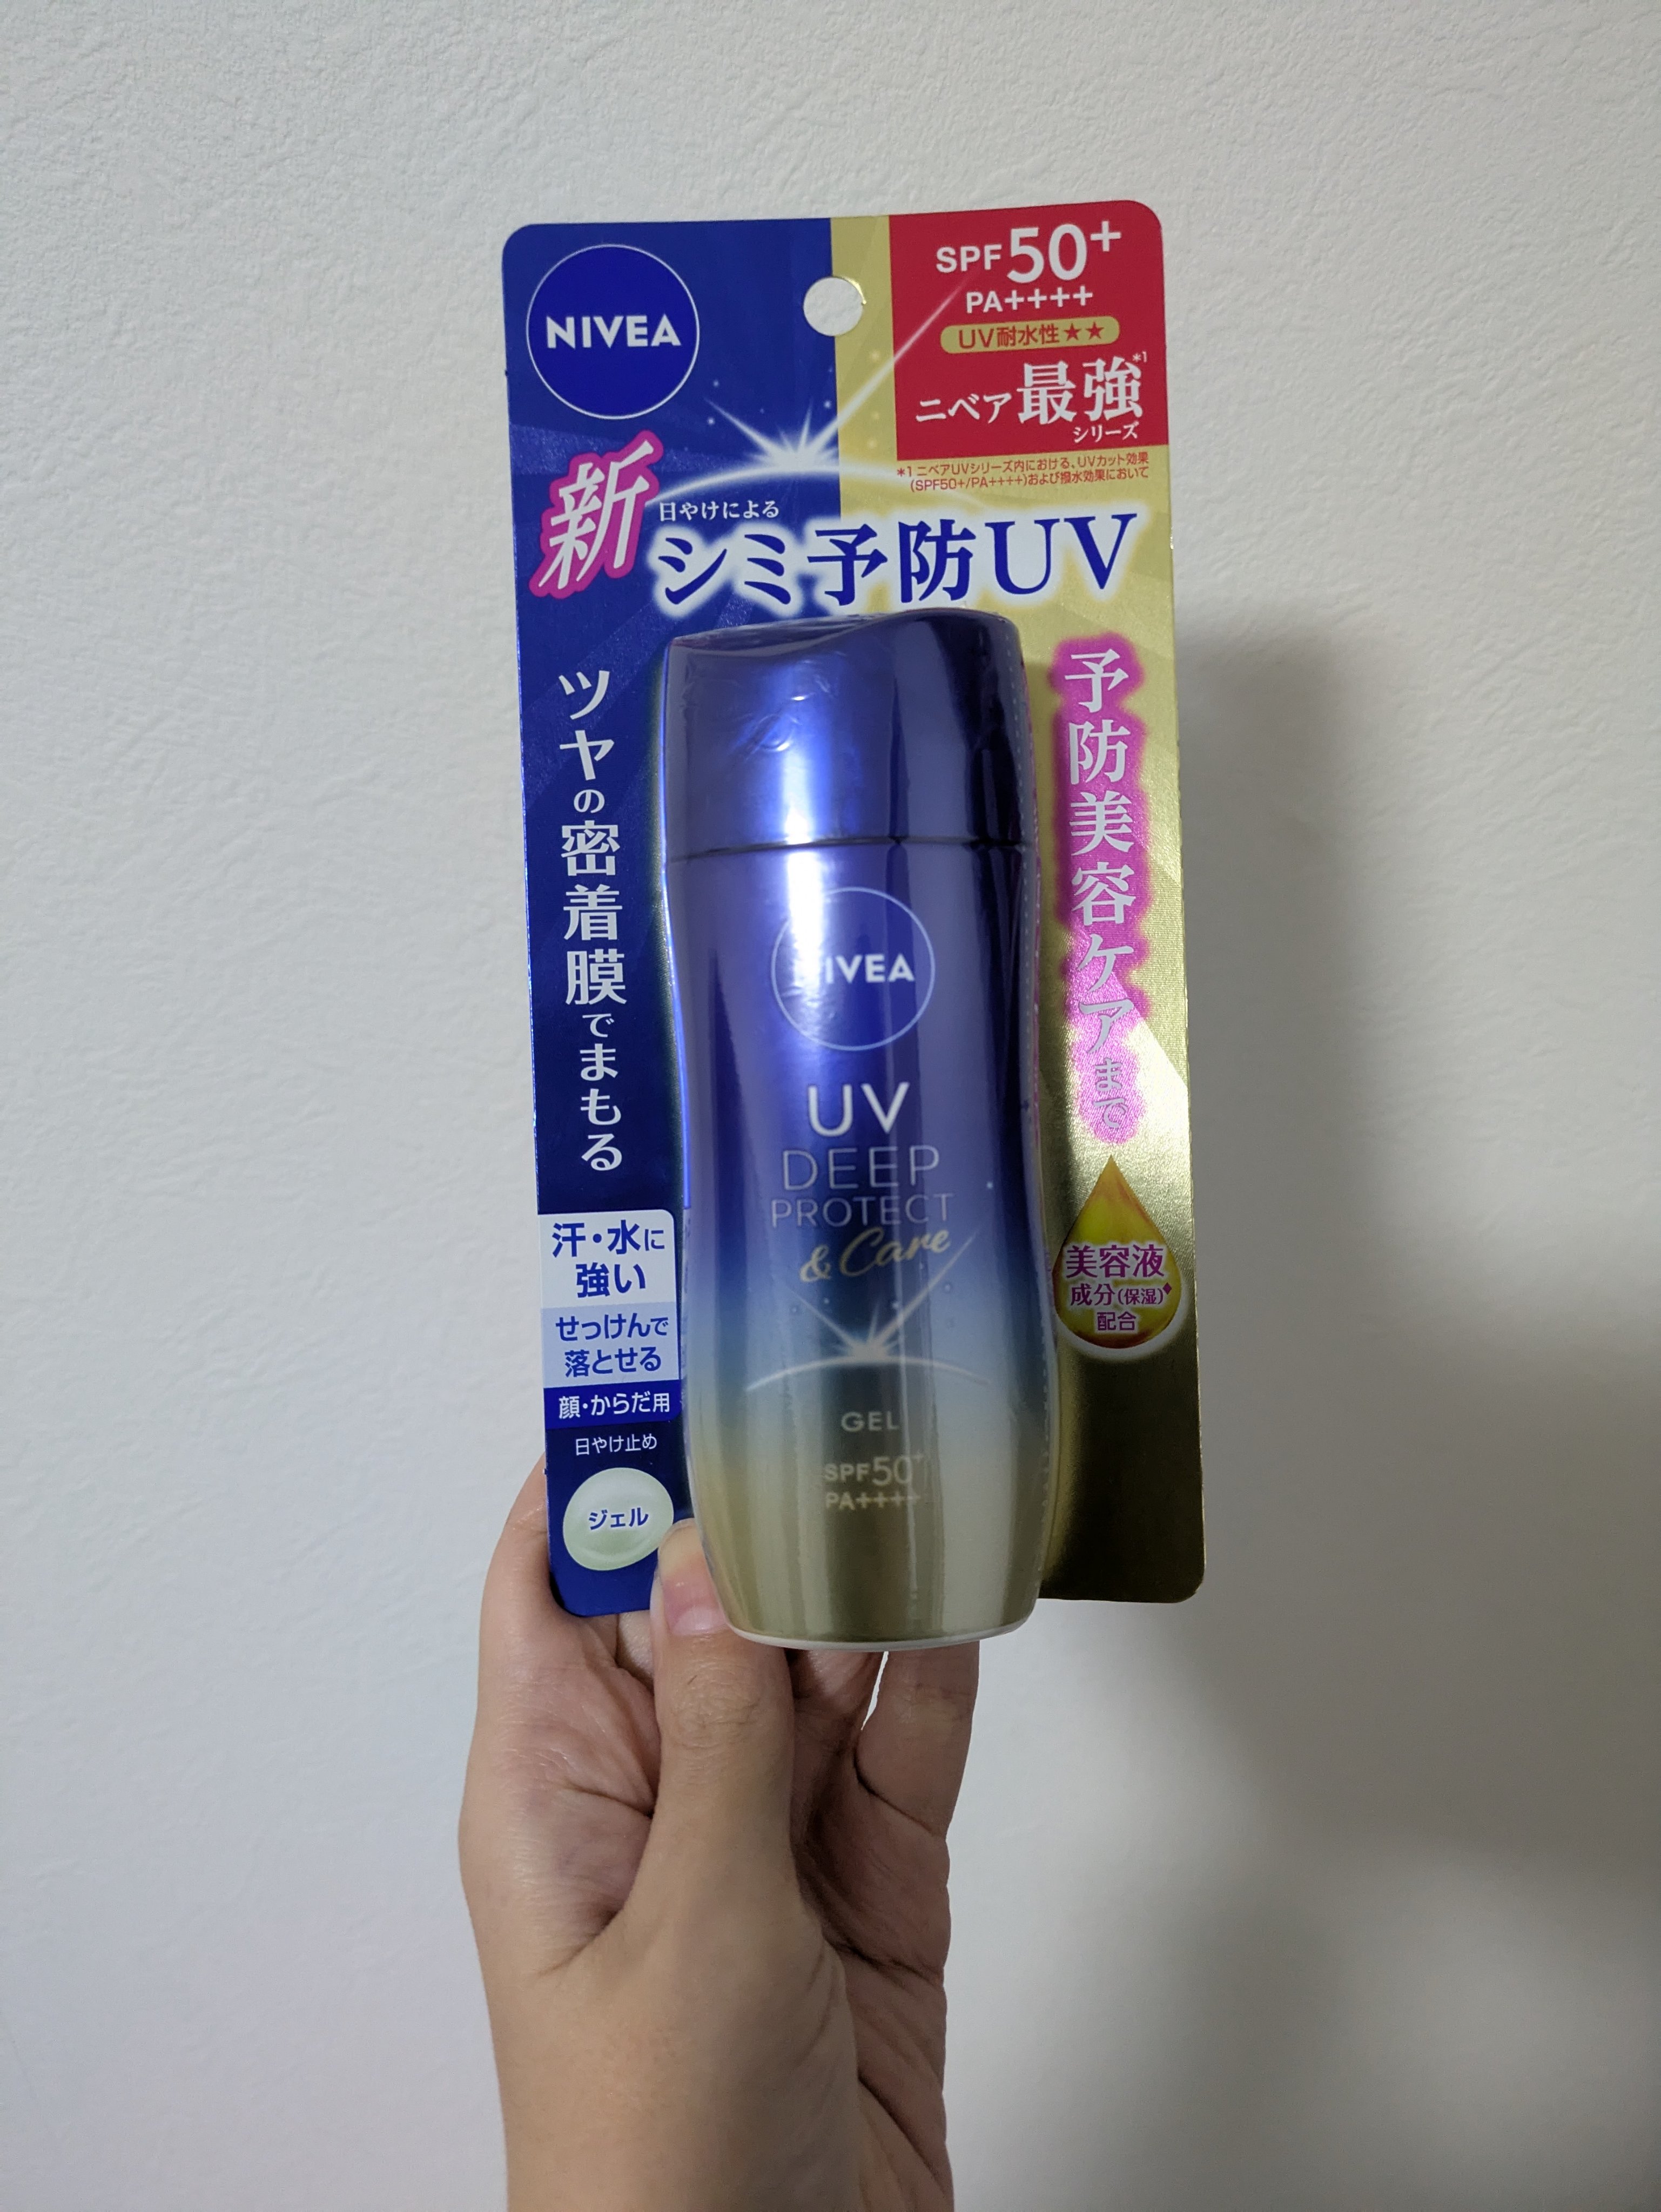 NIVEA
SPF50+
PA++++
UV耐水性★★
ニベア最強*1
シリーズ
*1 ニベアUVシリーズ内における、UVカット効果
(SPF50+/PA++++)および撥水効果において
新
日やけによる
シミ予防UV
ツヤの密着膜でまもる
予防美容ケアまで
NIVEA
UV
DEEP
PROTECT
& Care
GEL
SPF50+
PA++++
汗・水に
強い
せっけんで
落とせる
顔・からだ用
日やけ止め
ジェル
美容液
成分(保湿)◆
配合